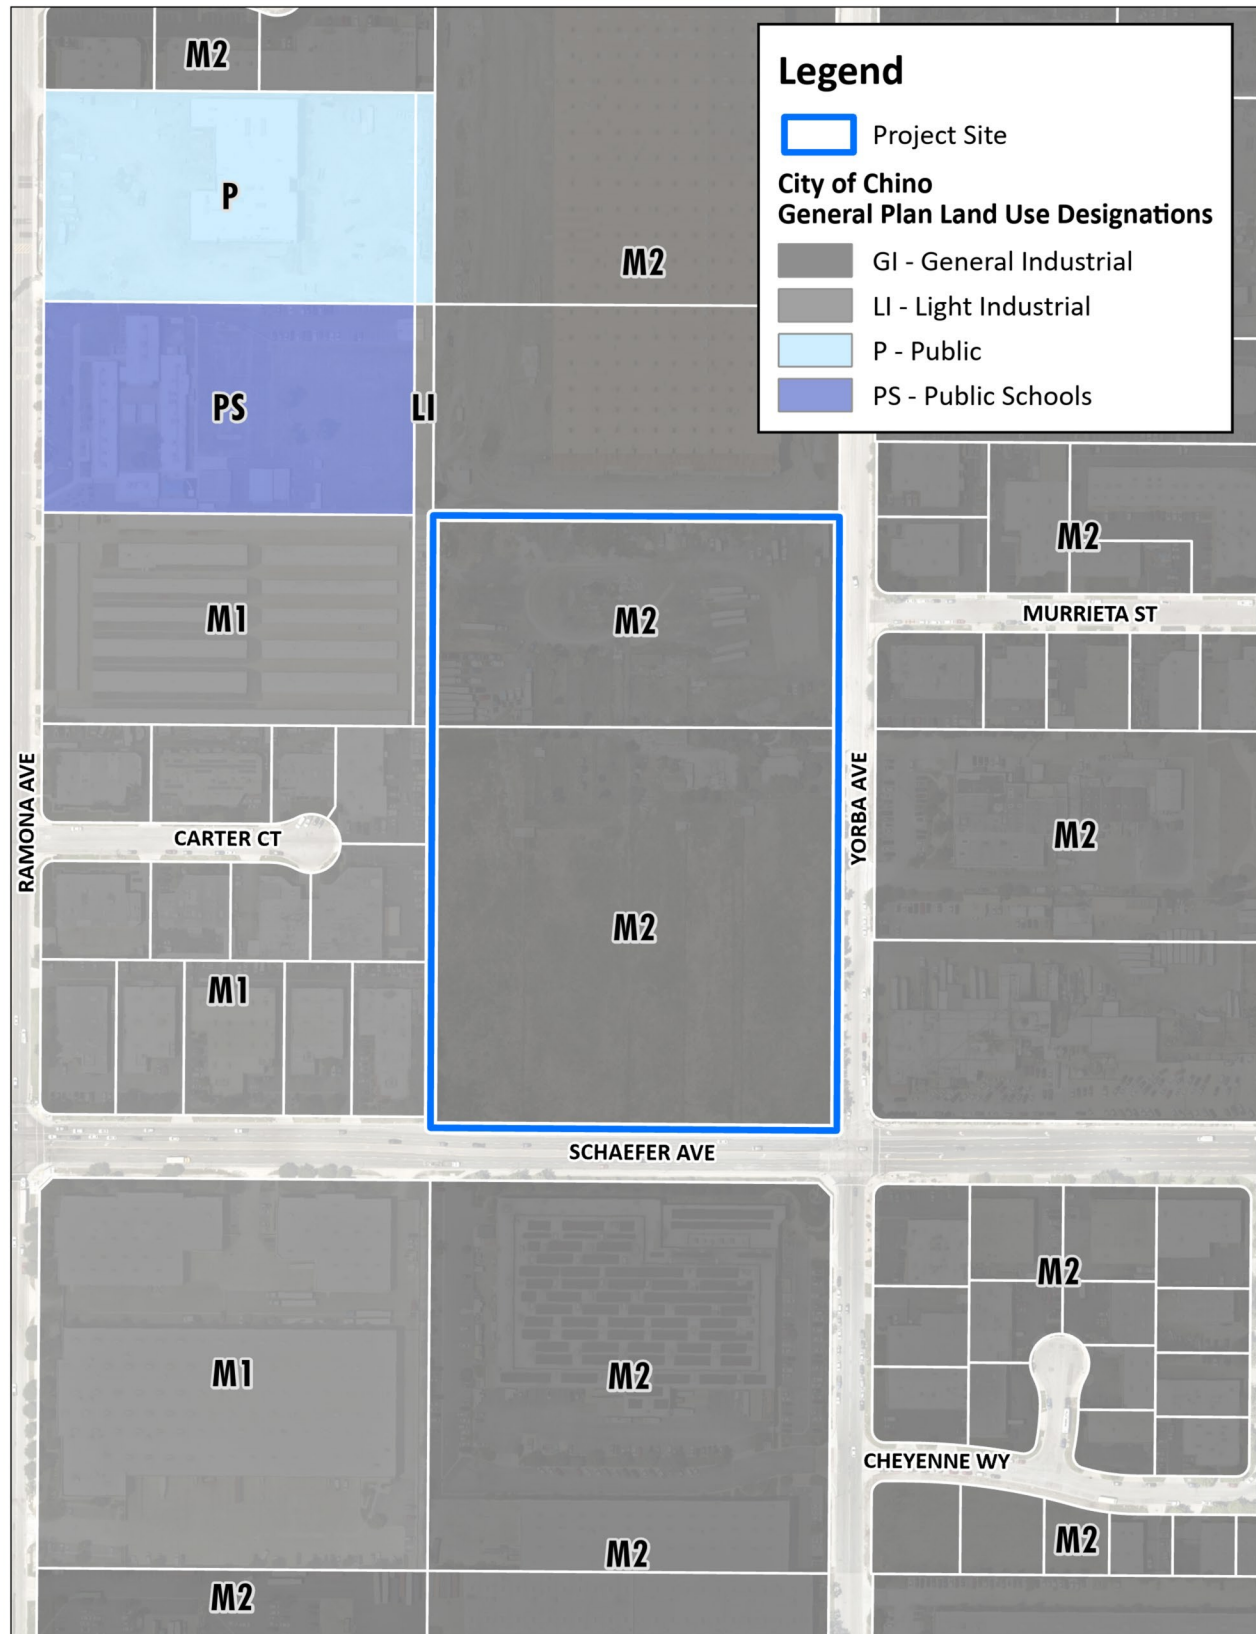 M2
Legend
Project Site
City of Chino
General Plan Land Use Designations
GI - General Industrial
LI - Light Industrial
P - Public
PS - Public Schools
P
M2
PS
LI
M2
M1
M2
MURRIETA ST
RAMONA AVE
CARTER CT
YORBA AVE
M2
M2
M1
SCHAEFER AVE
M2
M1
M2
CHEYENNE WY
M2
M2
M2